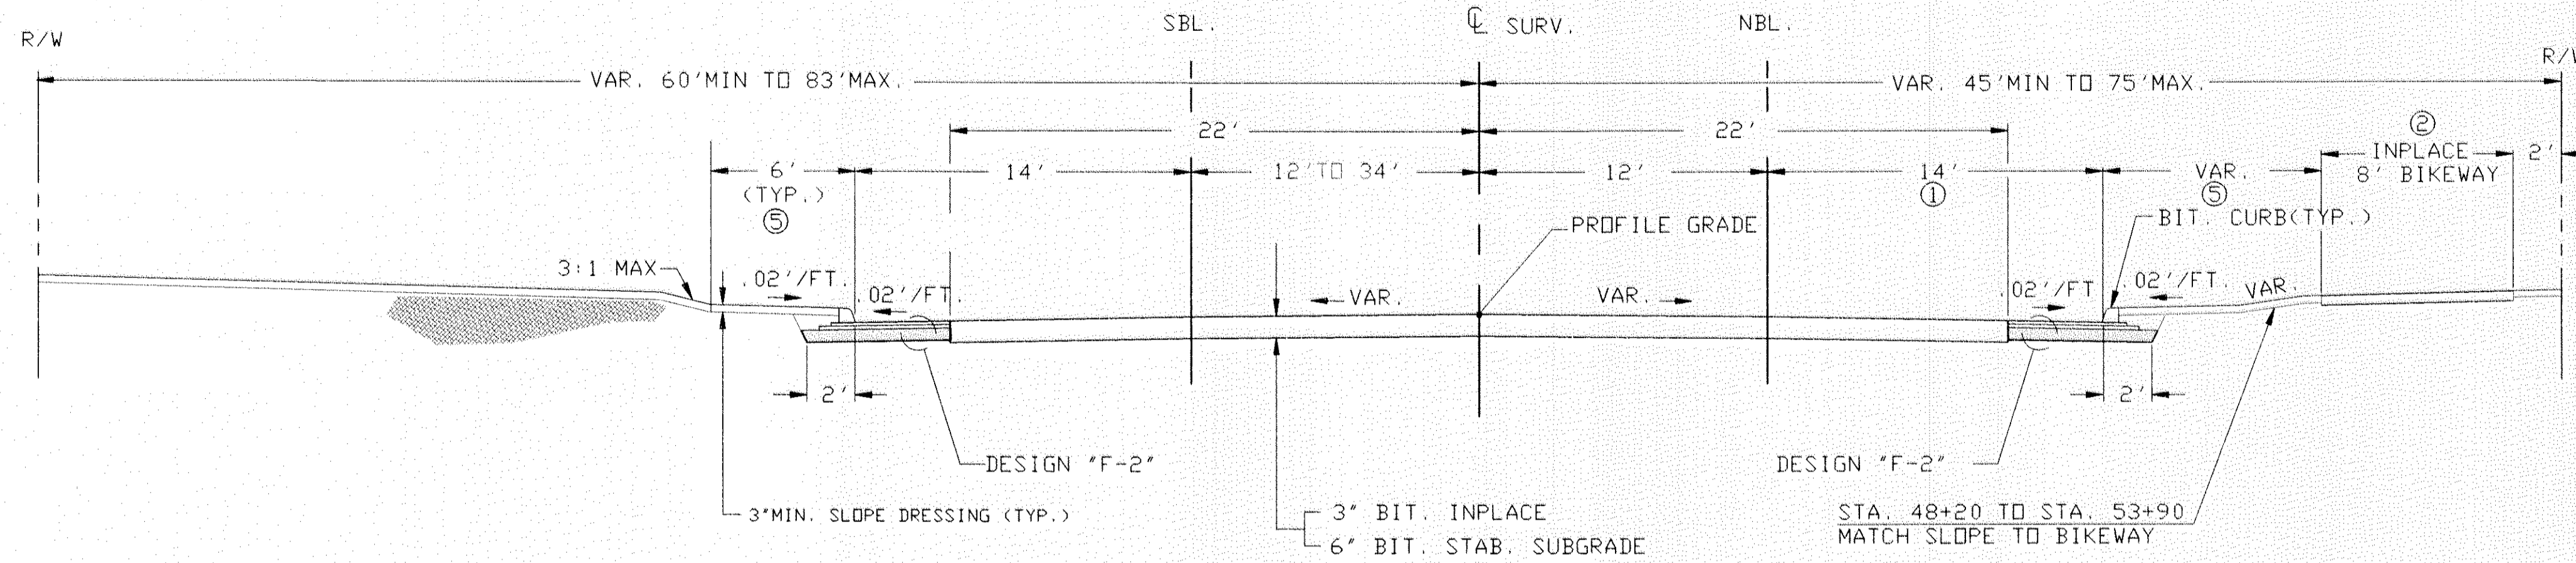 SBL.
℄ SURV.
NBL.
R/W
R/W
VAR. 60'MIN TO 83'MAX.
VAR. 45'MIN TO 75'MAX.
22'
22'
②
INPLACE
8' BIKEWAY
2'
6'
(TYP.)
⑤
14'
12'TO 34'
12'
14'
①
VAR.
⑤
BIT. CURB(TYP.)
PROFILE GRADE
3:1 MAX
.02'/FT.
.02'/FT.
VAR.
VAR.
.02'/FT
.02'/FT.
VAR.
2'
2'
DESIGN "F-2"
DESIGN "F-2"
3"MIN. SLOPE DRESSING (TYP.)
3" BIT. INPLACE
6" BIT. STAB. SUBGRADE
STA. 48+20 TO STA. 53+90
MATCH SLOPE TO BIKEWAY